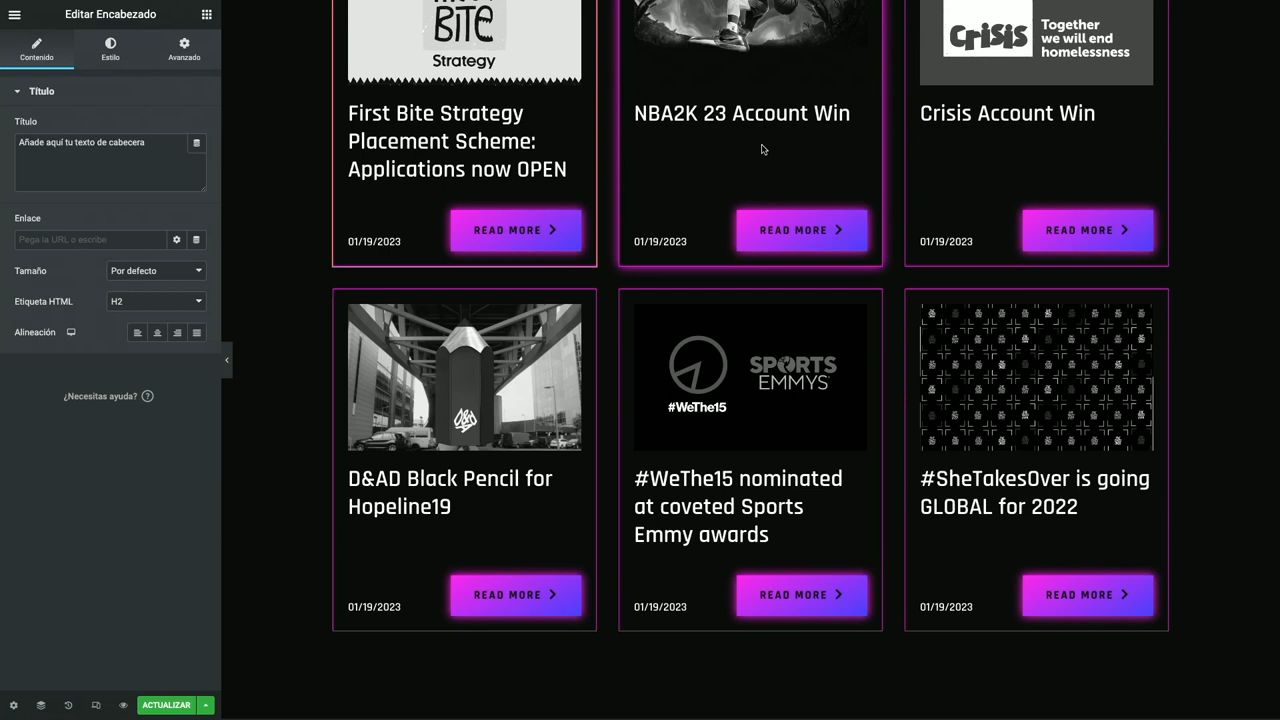 Editar Encabezado
Contenido
Estilo
Avanzado
Título
Título
Añade aquí tu texto de cabecera
Enlace
Pega la URL o escribe
Tamaño
Por defecto
Etiqueta HTML
H2
Alineación
¿Necesitas ayuda? ?
ACTUALIZAR
BITE
Strategy
First Bite Strategy
Placement Scheme:
Applications now OPEN
01/19/2023
READ MORE
NBA2K 23 Account Win
01/19/2023
READ MORE
Crisis
Together
we will end
homelessness
Crisis Account Win
01/19/2023
READ MORE
D&AD Black Pencil for
Hopeline19
01/19/2023
READ MORE
#WeThe15
SPORTS
EMMYS
#WeThe15 nominated
at coveted Sports
Emmy awards
01/19/2023
READ MORE
#SheTakesOver is going
GLOBAL for 2022
01/19/2023
READ MORE